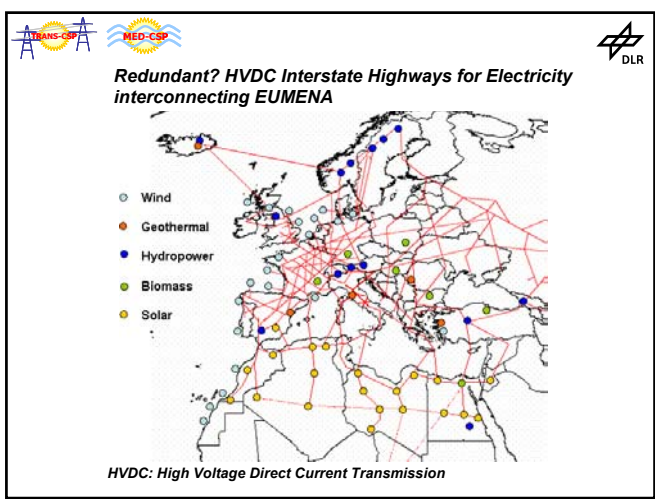 TRANS-CSP
MED-CSP
DLR
Redundant? HVDC Interstate Highways for Electricity
interconnecting EUMENA
Wind
Geothermal
Hydropower
Biomass
Solar
HVDC: High Voltage Direct Current Transmission